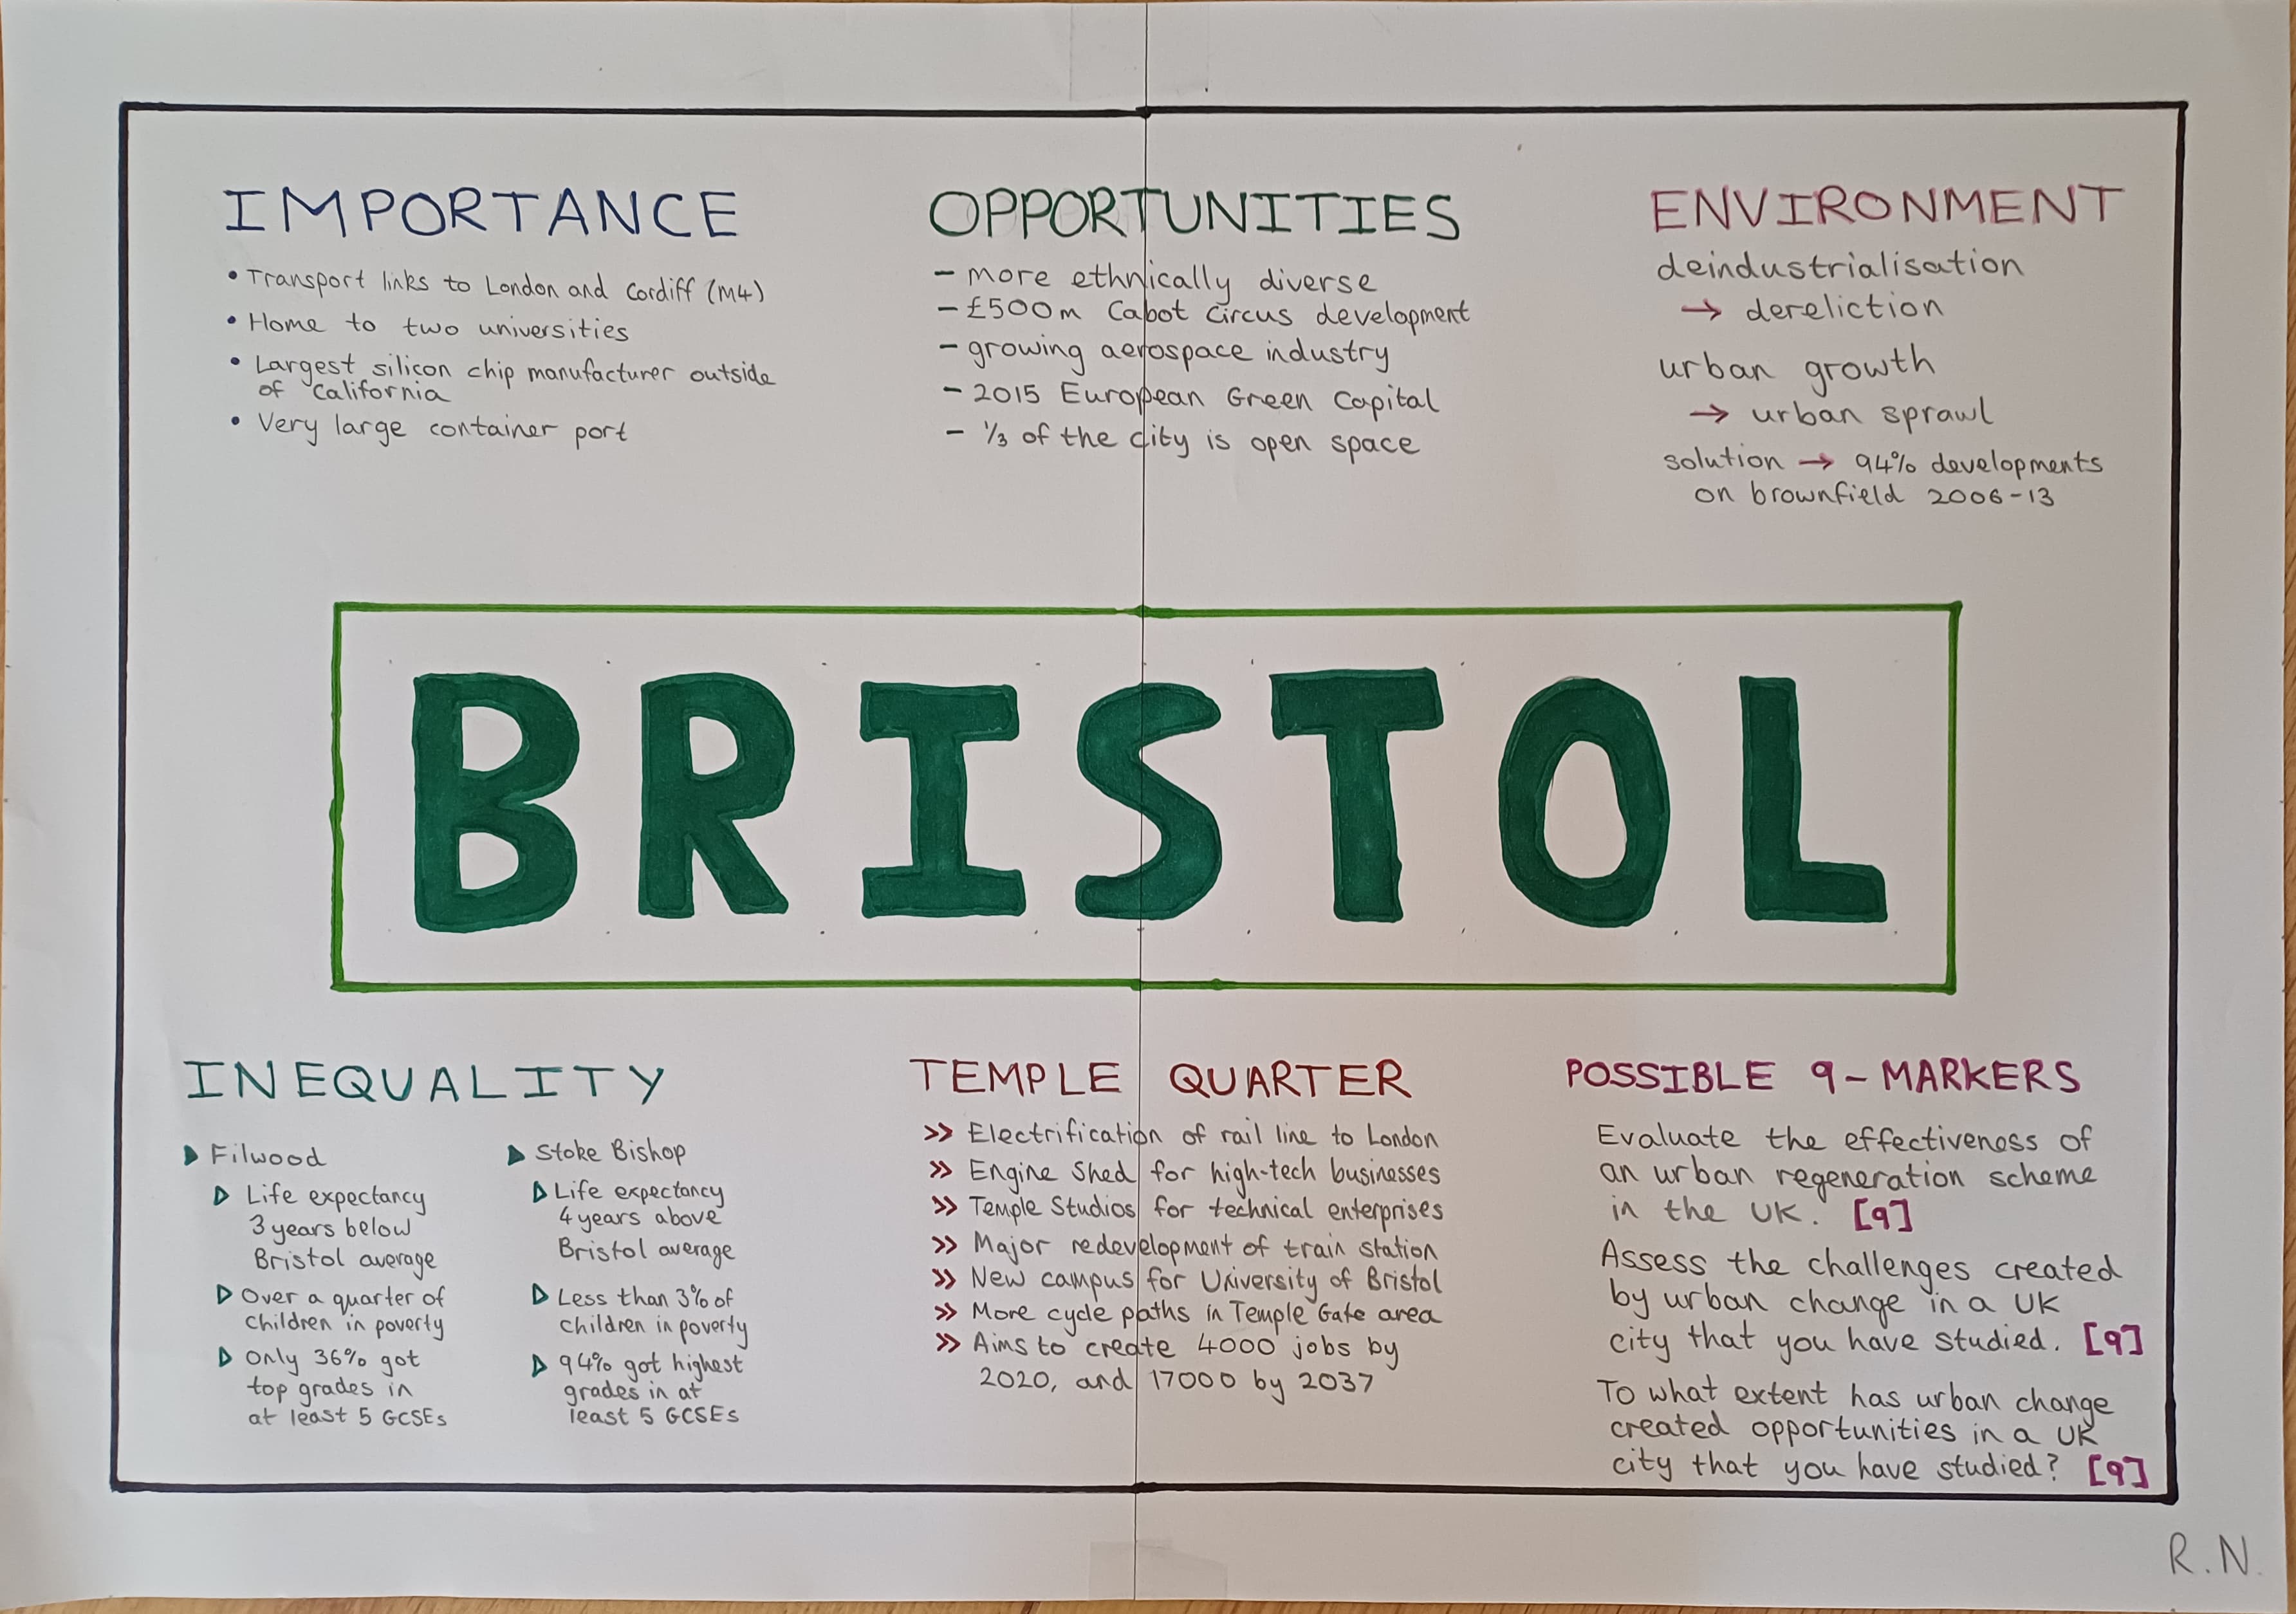 IMPORTANCE
• Transport links to London and Cardiff (M4)
• Home to two universities
• Largest silicon chip manufacturer outside
of California
• Very large container port
OPPORTUNITIES
- more ethnically diverse
- £500m Cabot Circus development
- growing aerospace industry
- 2015 European Green Capital
- 1/3 of the city is open space
ENVIRONMENT
deindustrialisation
→ dereliction
urban growth
→ urban sprawl
solution → 94% developments
on brownfield 2006-13
BRISTOL
INEQUALITY
Filwood
Life expectancy
3 years below
Bristol average
Over a quarter of
children in poverty
Only 36% got
top grades in
at least 5 GCSEs
Stoke Bishop
Life expectancy
4 years above
Bristol average
Less than 3% of
children in poverty
94% got highest
grades in at
least 5 GCSEs
TEMPLE QUARTER
>> Electrification of rail line to London
>> Engine Shed for high-tech businesses
>> Temple Studios for technical enterprises
>> Major redevelopment of train station
>> New campus for University of Bristol
>> More cycle paths in Temple Gate area
>> Aims to create 4000 jobs by
2020, and 17000 by 2037
POSSIBLE 9-MARKERS
Evaluate the effectiveness of
an urban regeneration scheme
in the UK. [9]
Assess the challenges created
by urban change in a UK
city that you have studied. [9]
To what extent has urban change
created opportunities in a UK
city that you have studied? [9]
R.N.